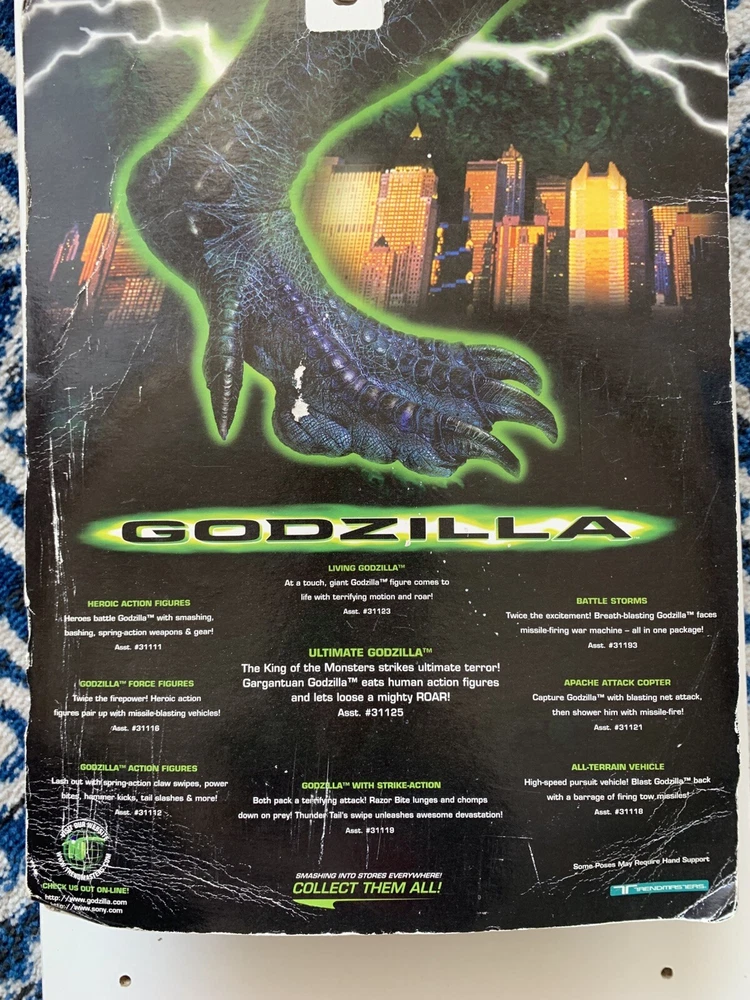 GODZILLA
LIVING GODZILLA™
At a touch, giant Godzilla™ figure comes to
life with terrifying motion and roar!
Asst. #31123
HEROIC ACTION FIGURES
Heroes battle Godzilla™ with smashing,
bashing, spring-action weapons & gear!
Asst. #31111
BATTLE STORMS
Twice the excitement! Breath-blasting Godzilla™ faces
missile-firing war machine – all in one package!
Asst. #31193
ULTIMATE GODZILLA™
The King of the Monsters strikes ultimate terror!
Gargantuan Godzilla™ eats human action figures
and lets loose a mighty ROAR!
Asst. #31125
GODZILLA™ FORCE FIGURES
Twice the firepower! Heroic action
figures pair up with missile-blasting vehicles!
Asst. #31116
APACHE ATTACK COPTER
Capture Godzilla™ with blasting net attack,
then shower him with missile-fire!
Asst. #31121
GODZILLA™ ACTION FIGURES
Lash out with spring-action claw swipes, power
bites, hammer kicks, tail slashes & more!
Asst. #31112
GODZILLA™ WITH STRIKE-ACTION
Both pack a terrifying attack! Razor Bite lunges and chomps
down on prey! Thunder Tail's swipe unleashes awesome devastation!
Asst. #31119
ALL-TERRAIN VEHICLE
High-speed pursuit vehicle! Blast Godzilla™ back
with a barrage of firing tow missiles!
Asst. #31118
VISIT OUR WEBSITE
CHECK US OUT ON-LINE!
http://www.godzilla.com
http://www.sony.com
SMASHING INTO STORES EVERYWHERE!
COLLECT THEM ALL!
Some Poses May Require Hand Support
TRENDMASTERS